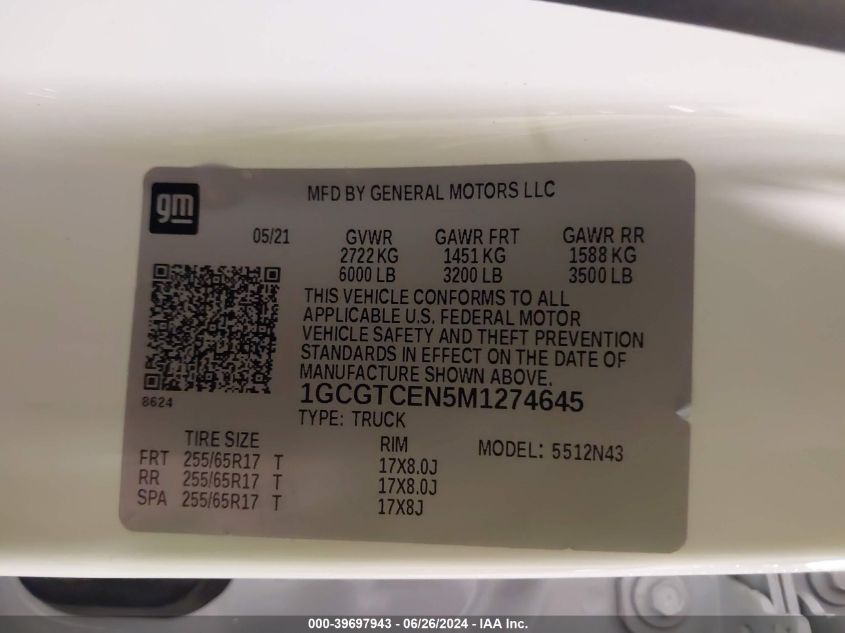 gm
MFD BY GENERAL MOTORS LLC
05/21 GVWR GAWR FRT GAWR RR
2722 KG 1451 KG 1588 KG
6000 LB 3200 LB 3500 LB
THIS VEHICLE CONFORMS TO ALL
APPLICABLE U.S. FEDERAL MOTOR
VEHICLE SAFETY AND THEFT PREVENTION
STANDARDS IN EFFECT ON THE DATE OF
MANUFACTURE SHOWN ABOVE.
8624
1GCGTCEN5M1274645
TYPE: TRUCK
TIRE SIZE RIM MODEL: 5512N43
FRT 255/65R17 T 17X8.0J
RR 255/65R17 T 17X8.0J
SPA 255/65R17 T 17X8J
000-39697943 - 06/26/2024 - IAA Inc.